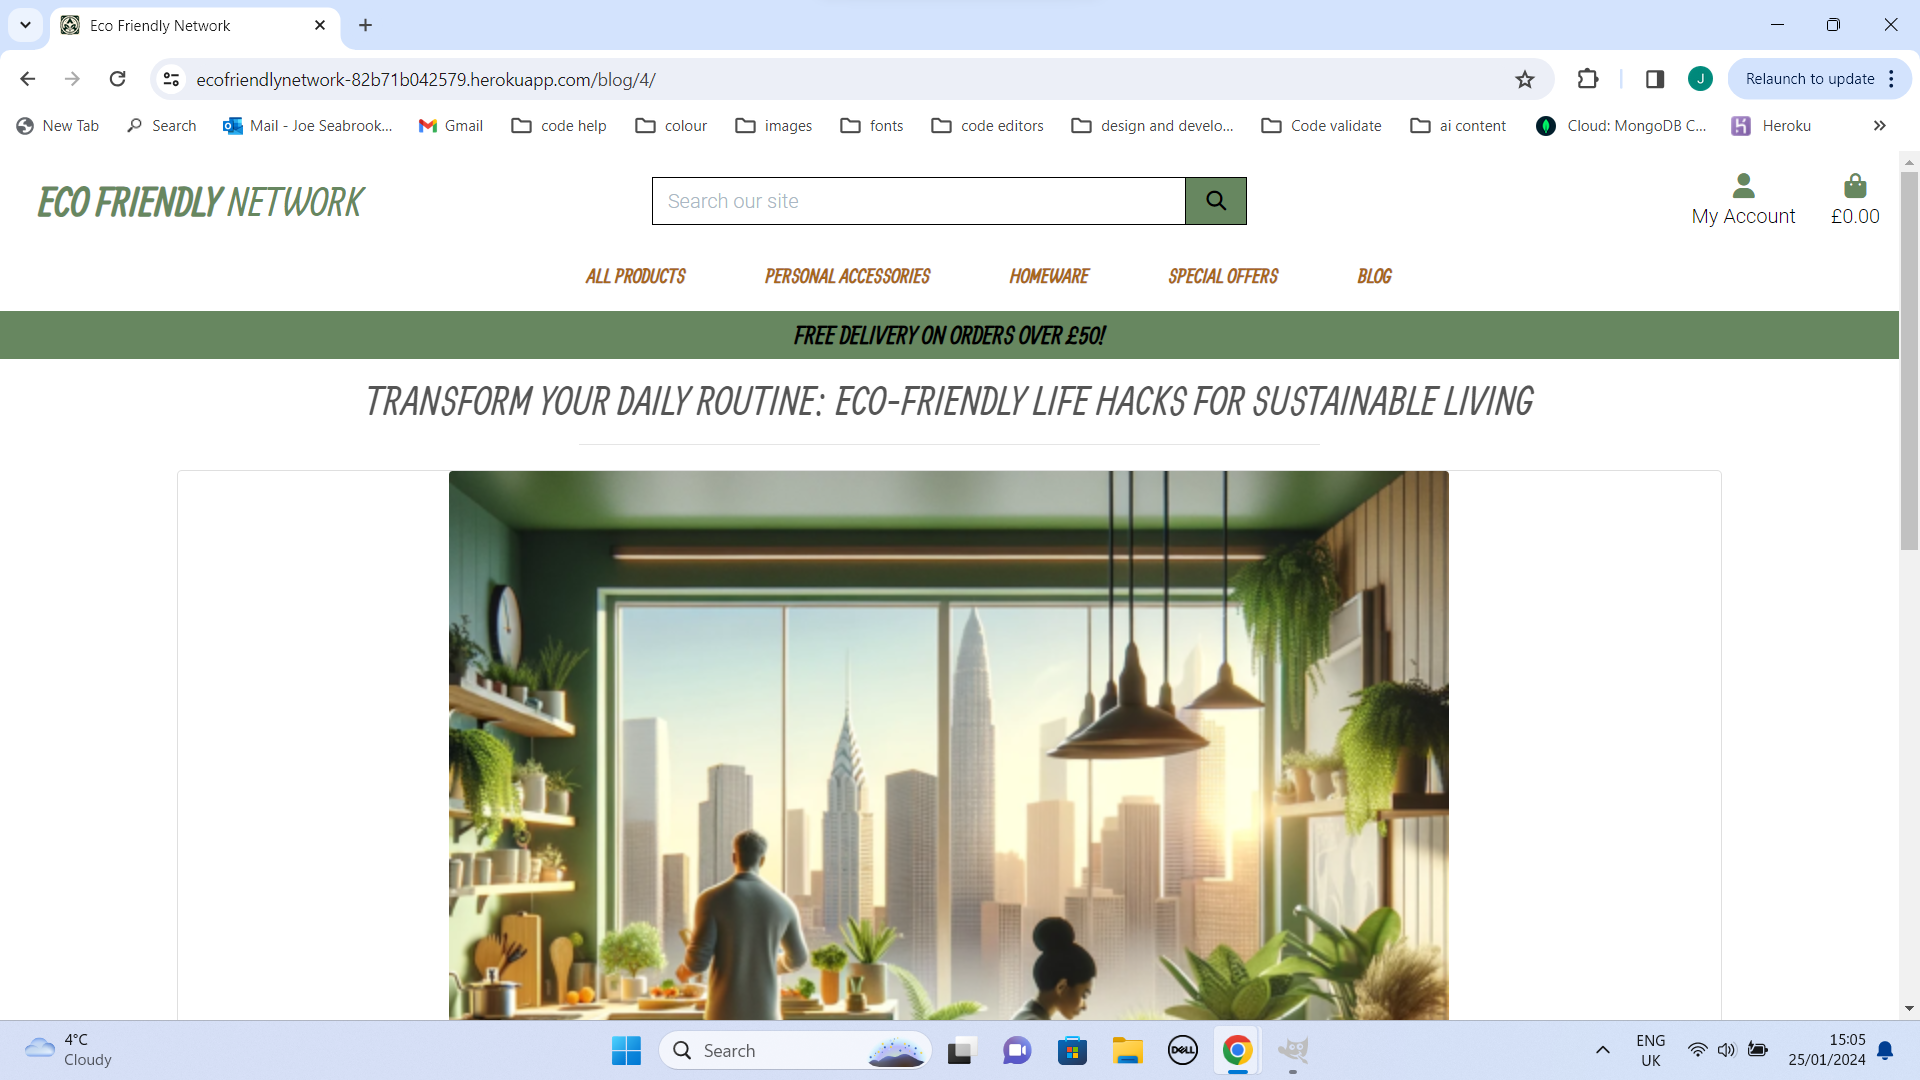 Eco Friendly Network
ecofriendlynetwork-82b71b042579.herokuapp.com/blog/4/
J
Relaunch to update
New Tab
Search
Mail - Joe Seabrook...
Gmail
code help
colour
images
fonts
code editors
design and develo...
Code validate
ai content
Cloud: MongoDB C...
Heroku
ECO FRIENDLY NETWORK
Search our site
My Account
£0.00
ALL PRODUCTS
PERSONAL ACCESSORIES
HOMEWARE
SPECIAL OFFERS
BLOG
FREE DELIVERY ON ORDERS OVER £50!
TRANSFORM YOUR DAILY ROUTINE: ECO-FRIENDLY LIFE HACKS FOR SUSTAINABLE LIVING
4°C
Cloudy
Search
DELL
ENG
UK
15:05
25/01/2024